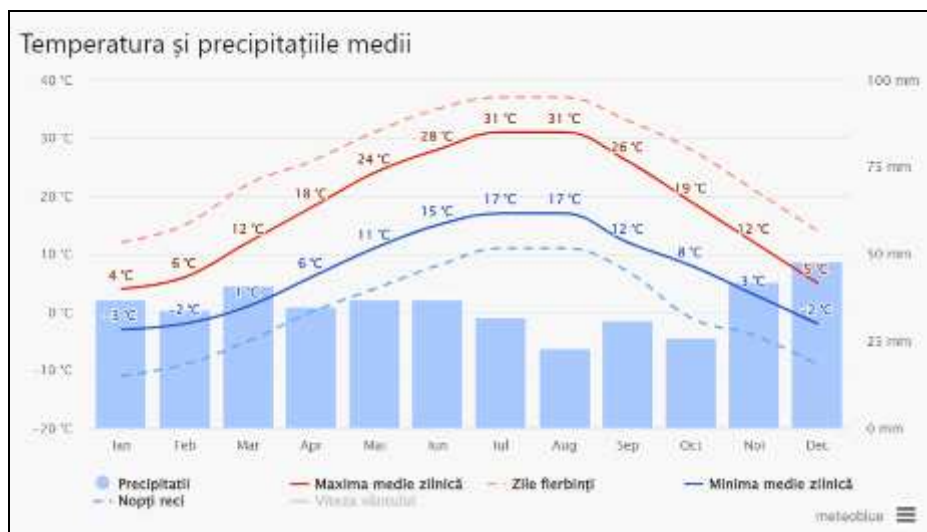 Temperatura și precipitațiile medii
40 °C
100 mm
30 °C
75 mm
20 °C
50 mm
10 °C
25 mm
0 °C
-10 °C
-20 °C
0 mm
4 °C
6 °C
12 °C
18 °C
24 °C
28 °C
31 °C
31 °C
26 °C
19 °C
12 °C
5 °C
-3 °C
-2 °C
1 °C
6 °C
11 °C
15 °C
17 °C
17 °C
12 °C
8 °C
3 °C
-2 °C
Ian Feb Mar Apr Mai Iun Iul Aug Sep Oct Noi Dec
Precipitatii Maxima medie zilnică Zile fierbinți Minima medie zilnică
Nopți reci Viteza vântului
meteoblue